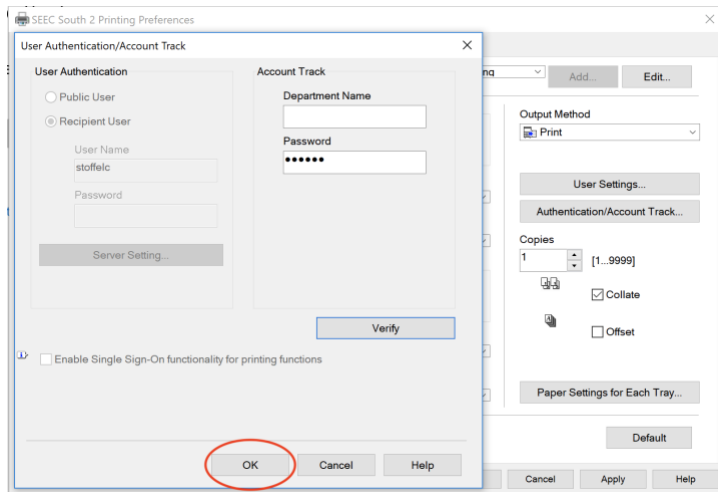 SEEC South 2 Printing Preferences
User Authentication/Account Track
User Authentication
Public User
Recipient User
User Name
stoffelc
Password
Server Setting...
Account Track
Department Name
Password
••••••
Verify
Enable Single Sign-On functionality for printing functions
OK
Cancel
Help
Add...
Edit...
Output Method
Print
User Settings...
Authentication/Account Track...
Copies
1
[1...9999]
Collate
Offset
Paper Settings for Each Tray...
Default
Cancel
Apply
Help